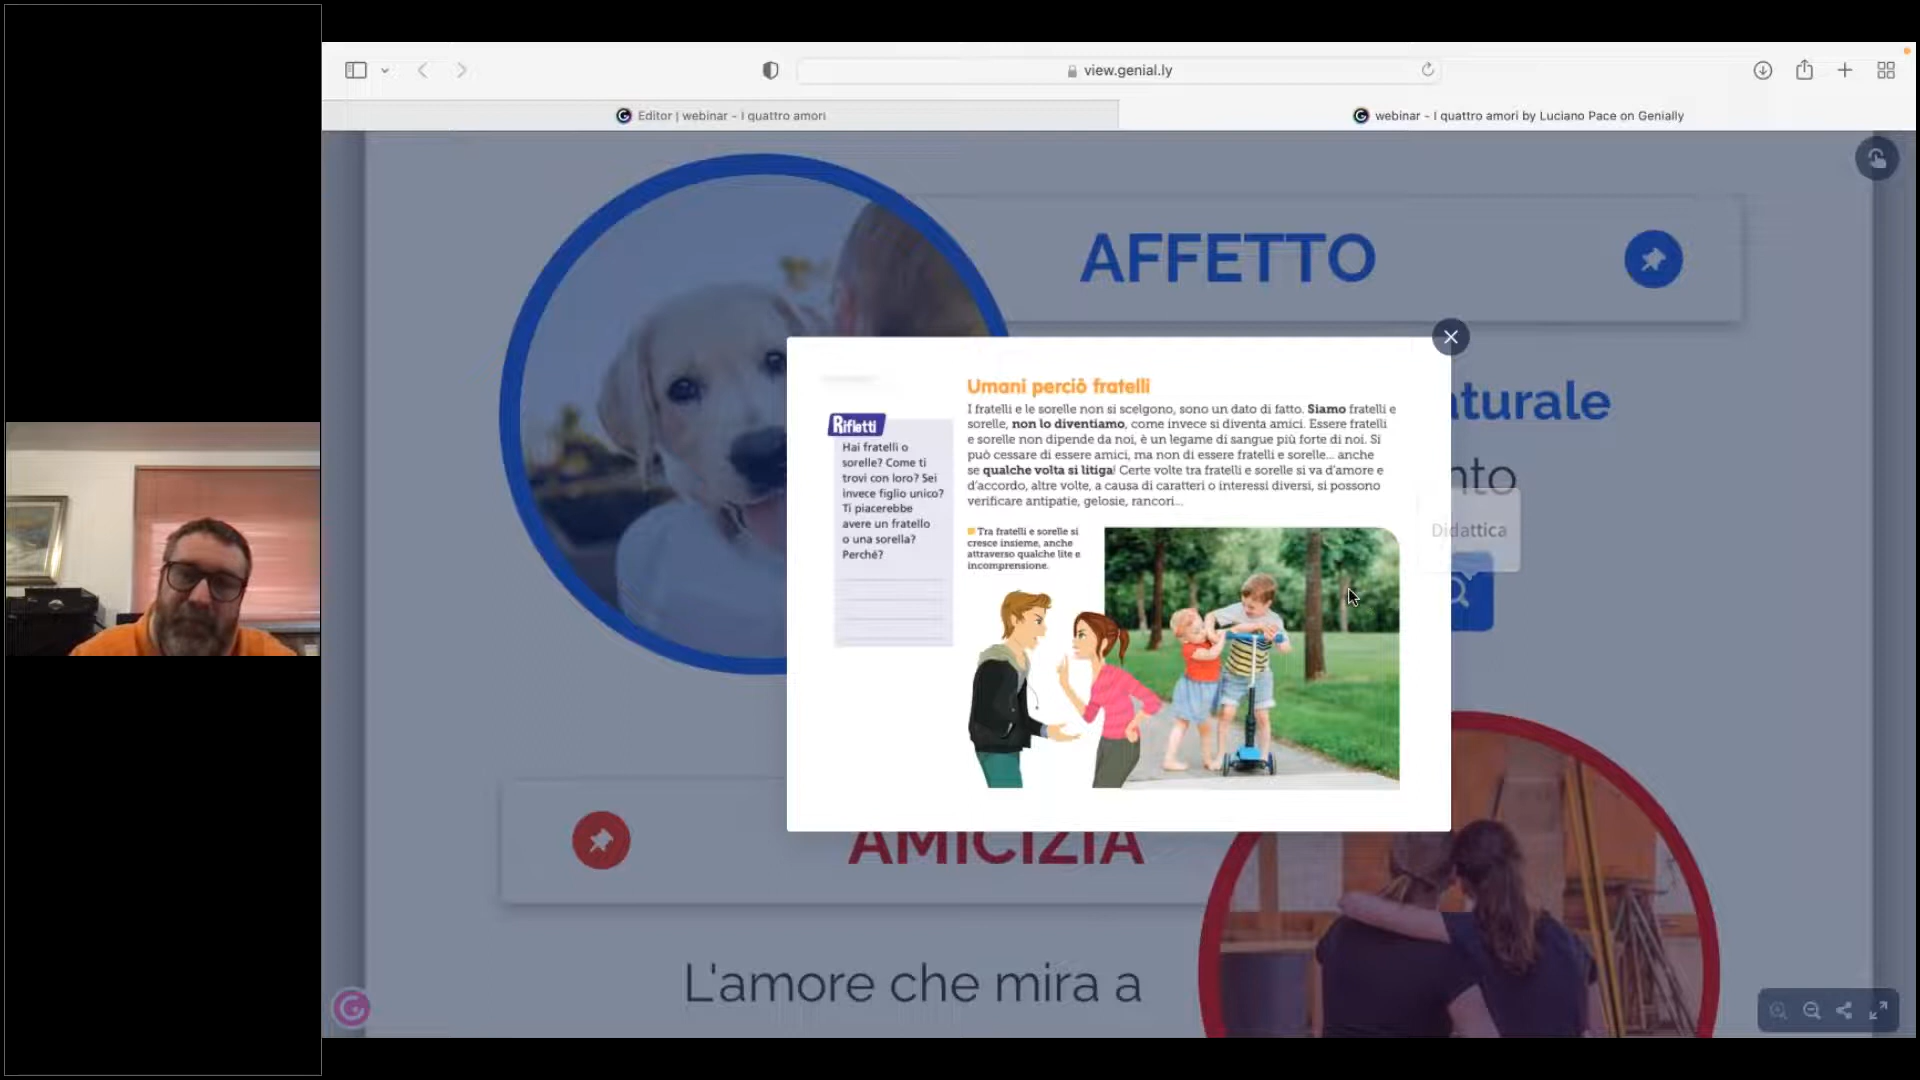 view.genial.ly
Editor | webinar - I quattro amori
webinar - I quattro amori by Luciano Pace on Genially
AFFETTO
Umani perciò fratelli
I fratelli e le sorelle non si scelgono, sono un dato di fatto. Siamo fratelli e
sorelle, non lo diventiamo, come invece si diventa amici. Essere fratelli
e sorelle non dipende da noi, è un legame di sangue più forte di noi. Si
può cessare di essere amici, ma non di essere fratelli e sorelle... anche
se qualche volta si litiga! Certe volte tra fratelli e sorelle si va d'amore e
d'accordo, altre volte, a causa di caratteri o interessi diversi, si possono
verificare antipatie, gelosie, rancori...
Rifletti
Hai fratelli o
sorelle? Come ti
trovi con loro? Sei
invece figlio unico?
Ti piacerebbe
avere un fratello
o una sorella?
Perché?
Tra fratelli e sorelle si
cresce insieme, anche
attraverso qualche lite e
incomprensione.
aturale
nto
Didattica
AMICIZIA
L'amore che mira a